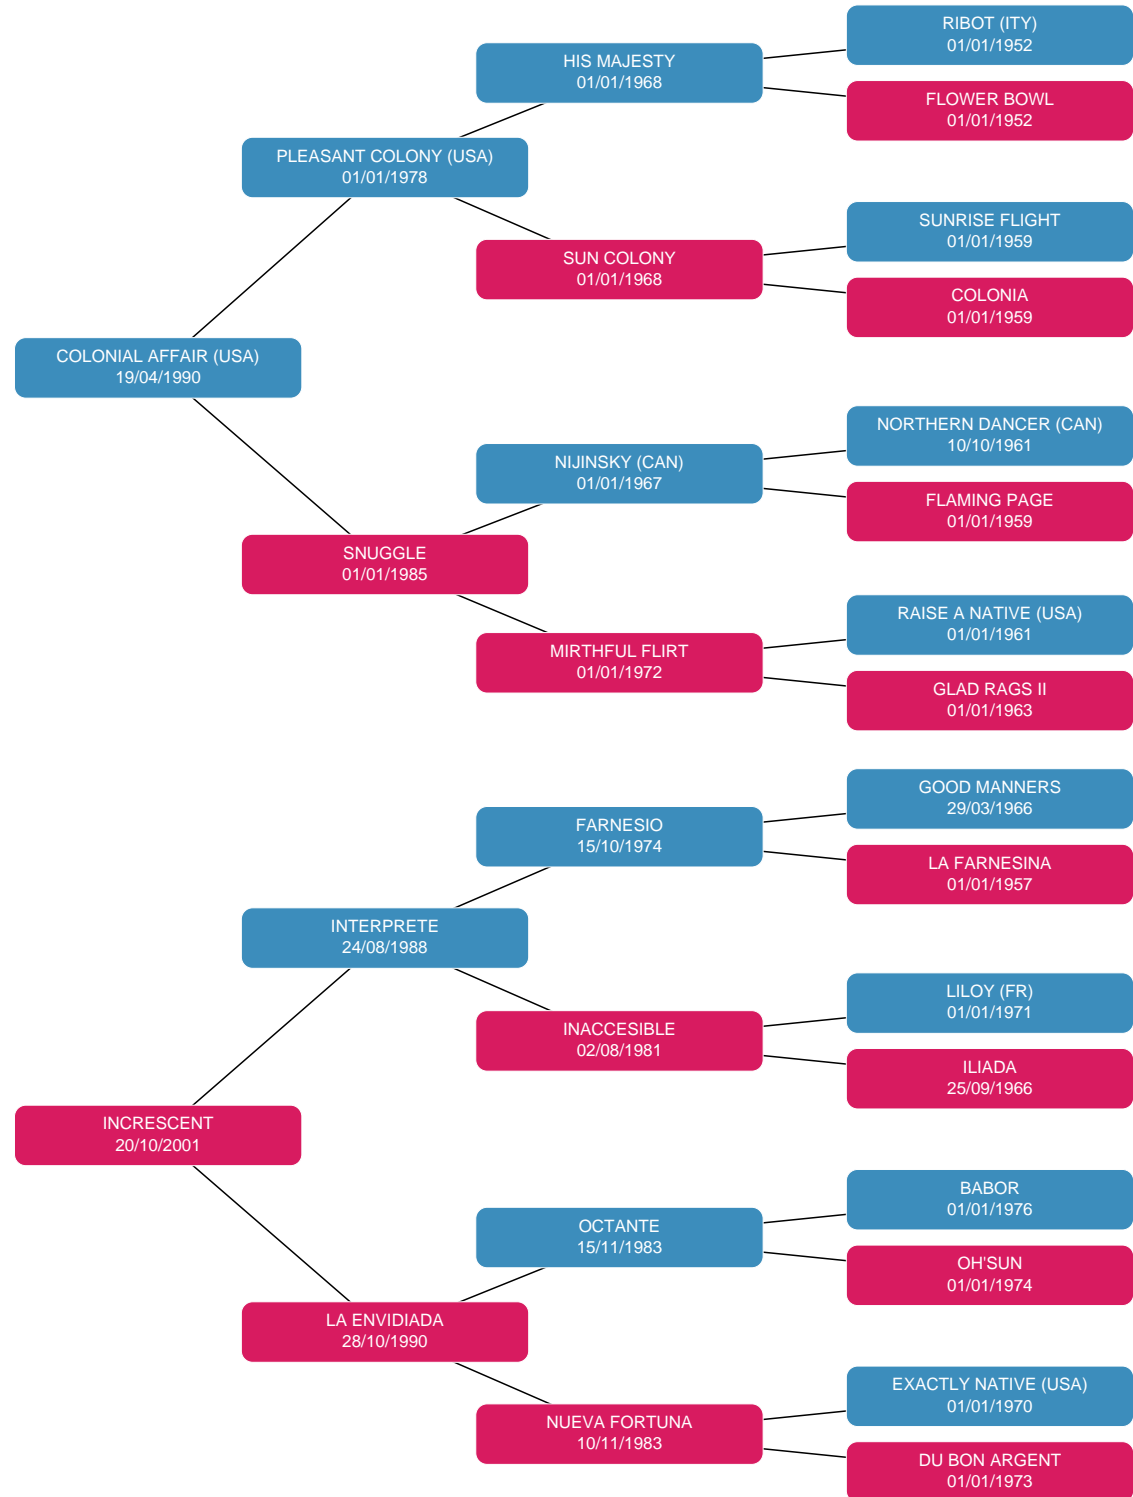 RIBOT (ITY)
01/01/1952
HIS MAJESTY
01/01/1968
FLOWER BOWL
01/01/1952
PLEASANT COLONY (USA)
01/01/1978
SUNRISE FLIGHT
01/01/1959
SUN COLONY
01/01/1968
COLONIA
01/01/1959
COLONIAL AFFAIR (USA)
19/04/1990
NORTHERN DANCER (CAN)
10/10/1961
NIJINSKY (CAN)
01/01/1967
FLAMING PAGE
01/01/1959
SNUGGLE
01/01/1985
RAISE A NATIVE (USA)
01/01/1961
MIRTHFUL FLIRT
01/01/1972
GLAD RAGS II
01/01/1963
GOOD MANNERS
29/03/1966
FARNESIO
15/10/1974
LA FARNESINA
01/01/1957
INTERPRETE
24/08/1988
LILOY (FR)
01/01/1971
INACCESIBLE
02/08/1981
ILIADA
25/09/1966
INCRESCENT
20/10/2001
BABOR
01/01/1976
OCTANTE
15/11/1983
OH'SUN
01/01/1974
LA ENVIDIADA
28/10/1990
EXACTLY NATIVE (USA)
01/01/1970
NUEVA FORTUNA
10/11/1983
DU BON ARGENT
01/01/1973